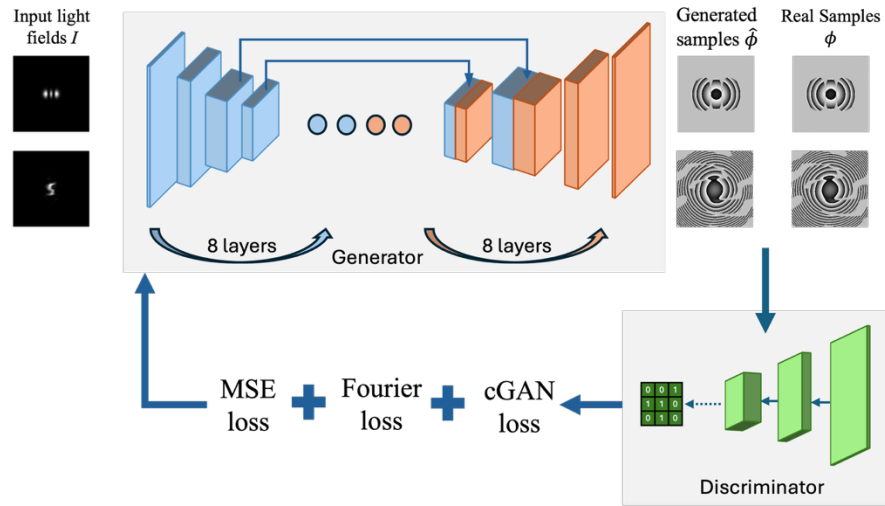 Input light
fields I
Generated
samples ϕ̂
Real Samples
ϕ
8 layers
8 layers
Generator
MSE
loss
Fourier
loss
cGAN
loss
0 0 1
1 1 0
0 1 0
Discriminator